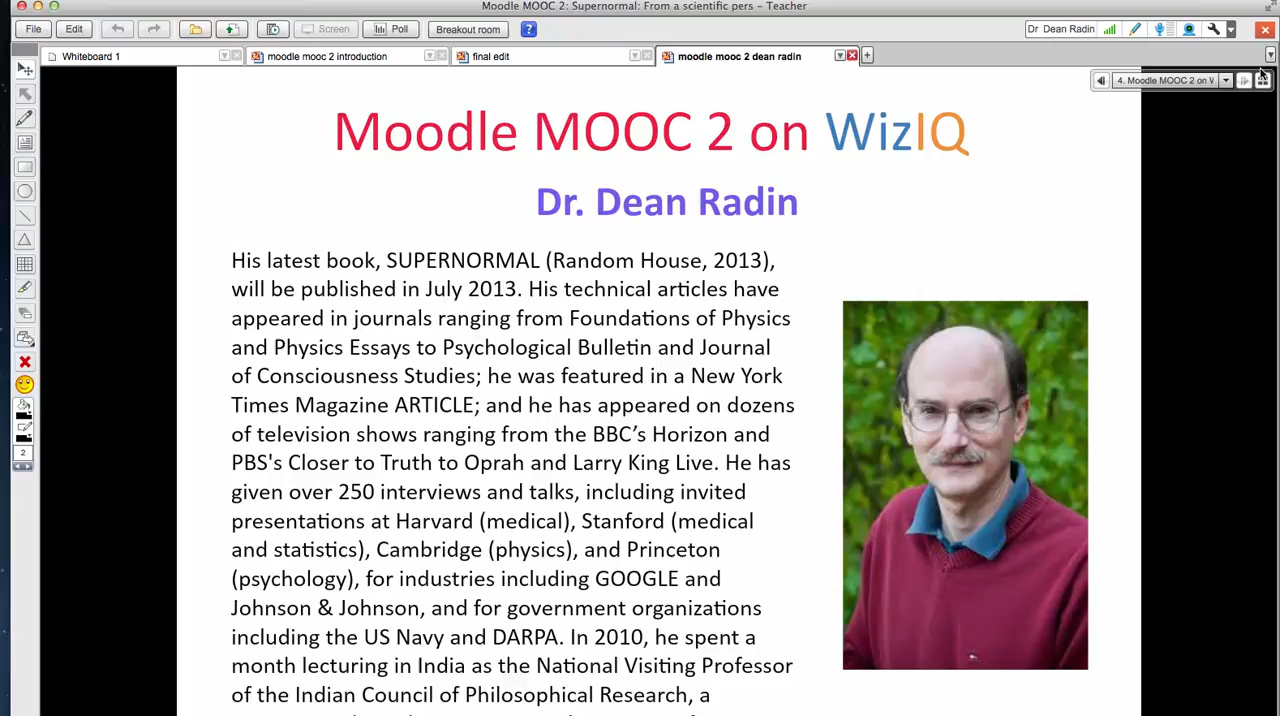 Moodle MOOC 2: Supernormal: From a scientific pers - Teacher
File Edit Screen Poll Breakout room ? Dr Dean Radin
Whiteboard 1 moodle mooc 2 introduction final edit moodle mooc 2 dean radin
4. Moodle MOOC 2 on W
Moodle MOOC 2 on WizIQ
Dr. Dean Radin
His latest book, SUPERNORMAL (Random House, 2013),
will be published in July 2013. His technical articles have
appeared in journals ranging from Foundations of Physics
and Physics Essays to Psychological Bulletin and Journal
of Consciousness Studies; he was featured in a New York
Times Magazine ARTICLE; and he has appeared on dozens
of television shows ranging from the BBC’s Horizon and
PBS's Closer to Truth to Oprah and Larry King Live. He has
given over 250 interviews and talks, including invited
presentations at Harvard (medical), Stanford (medical
and statistics), Cambridge (physics), and Princeton
(psychology), for industries including GOOGLE and
Johnson & Johnson, and for government organizations
including the US Navy and DARPA. In 2010, he spent a
month lecturing in India as the National Visiting Professor
of the Indian Council of Philosophical Research, a
2